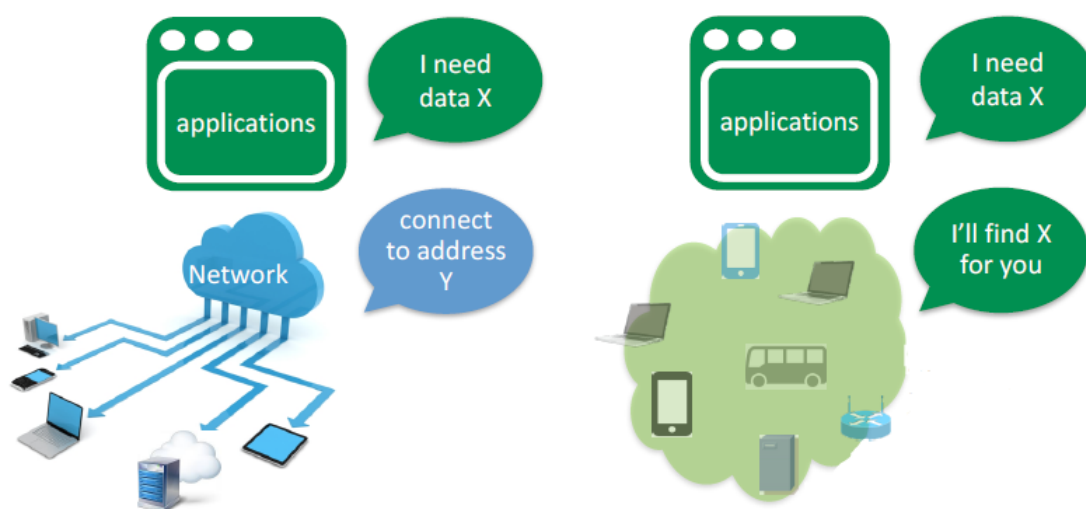 applications
I need
data X
Network
connect
to address
Y
applications
I need
data X
I'll find X
for you